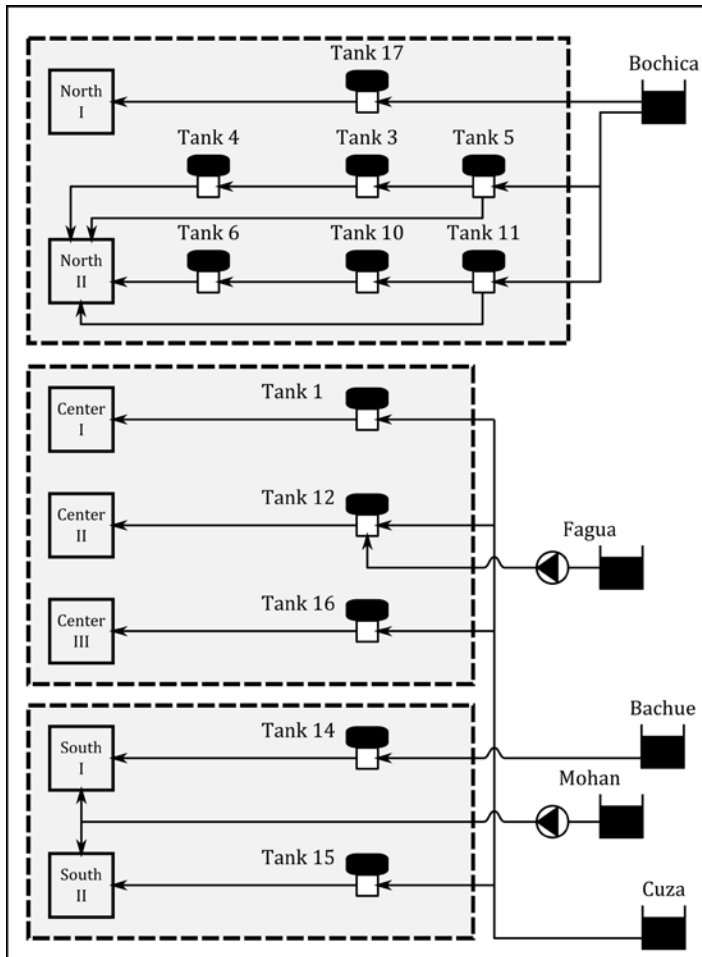 Tank 17
Bochica
North
I
Tank 4
Tank 3
Tank 5
Tank 6
Tank 10
Tank 11
North
II
Center
I
Tank 1
Center
II
Tank 12
Fagua
Center
III
Tank 16
South
I
Tank 14
Bachue
Mohan
South
II
Tank 15
Cuza